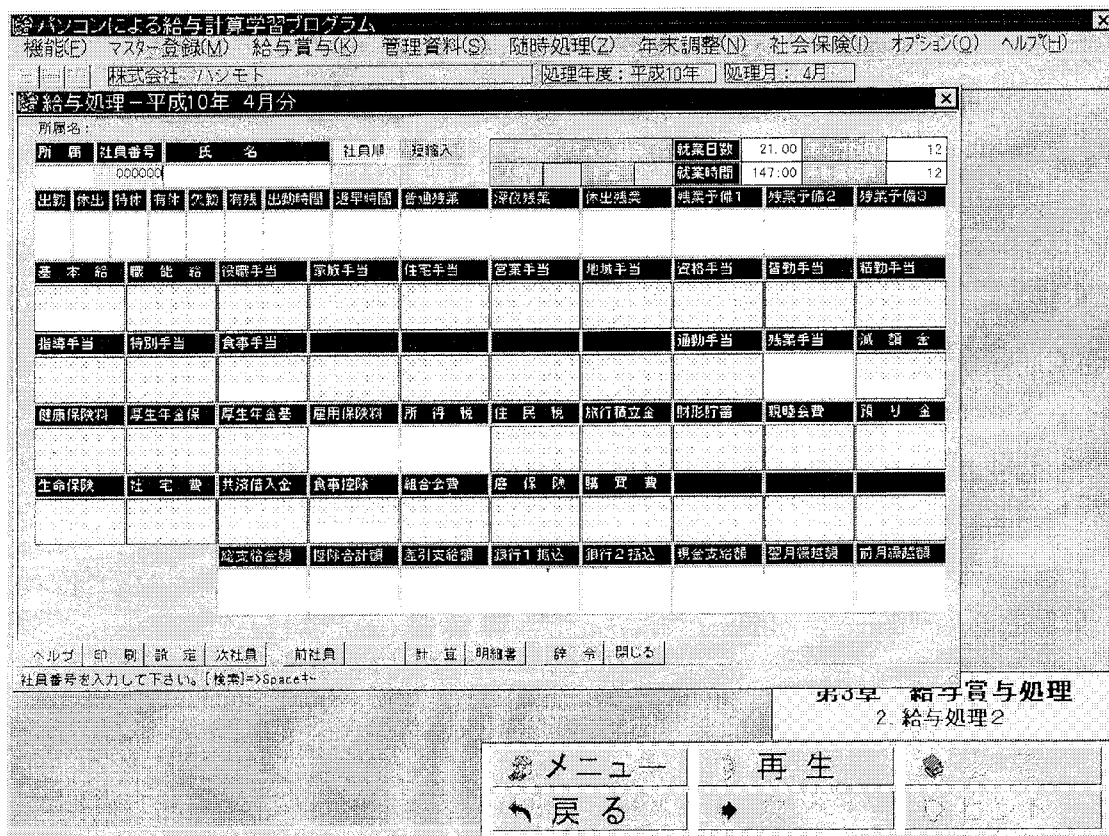 パソコンによる給与計算学習プログラム
機能(F) マスター登録(M) 給与賞与(K) 管理資料(S) 随時処理(Z) 年末調整(N) 社会保険(I) オプション(O) ヘルプ(H)
株式会社 ハシモト 処理年度:平成10年 処理月: 4月
給与処理-平成10年 4月分
所属名:
所 属 社員番号 氏 名 社員順 就業日数 21.00 12
000000 就業時間 147:00 12
出勤 休出 特休 有休 欠勤 有残 出勤時間 遅早時間 普通残業 深夜残業 休出残業 残業予備1 残業予備2 残業予備3
基 本 給 職 能 給 役職手当 家族手当 住宅手当 営業手当 地域手当 資格手当 皆勤手当 精勤手当
指導手当 特別手当 食事手当 通勤手当 残業手当 減 額 金
健康保険料 厚生年金保 厚生年金基 雇用保険料 所 得 税 住 民 税 旅行積立金 財形貯蓄 親睦会費 預 り 金
生命保険 社 宅 費 共済借入金 食事控除 組合会費 保 険 購 買 費
総支給金額 控除合計額 差引支給額 銀行1振込 銀行2振込 現金支給額 翌月繰越額 前月繰越額
ヘルプ 印 刷 設 定 次社員 前社員 計 算 明細書 辞 令 閉じる
社員番号を入力して下さい。[検索]=>Spaceキー
第3章 給与賞与処理
2. 給与処理2
メニュー 再 生
戻 る